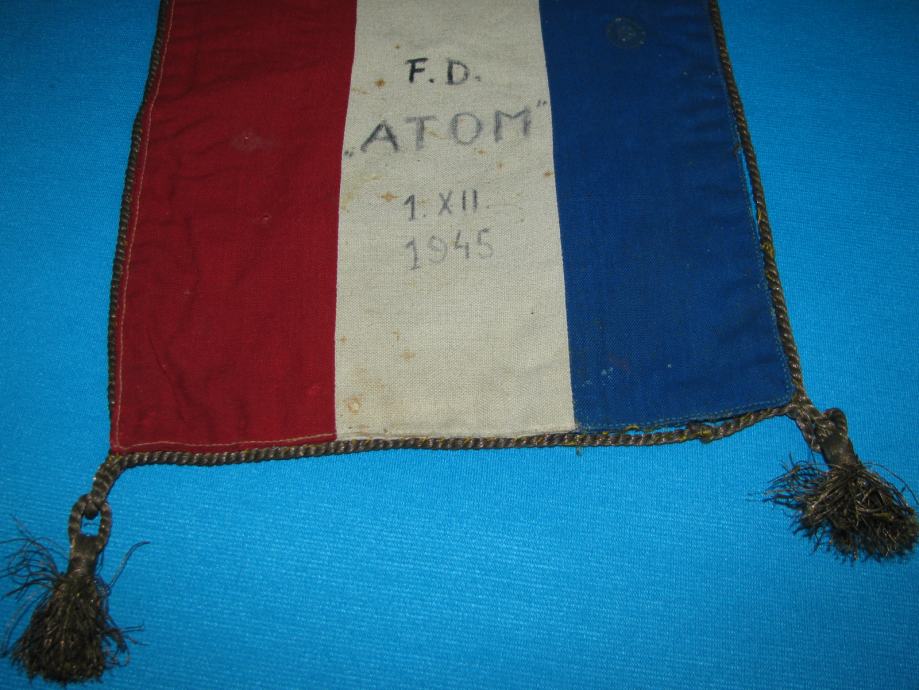 F.D.
„ATOM"
1. XII.
1945